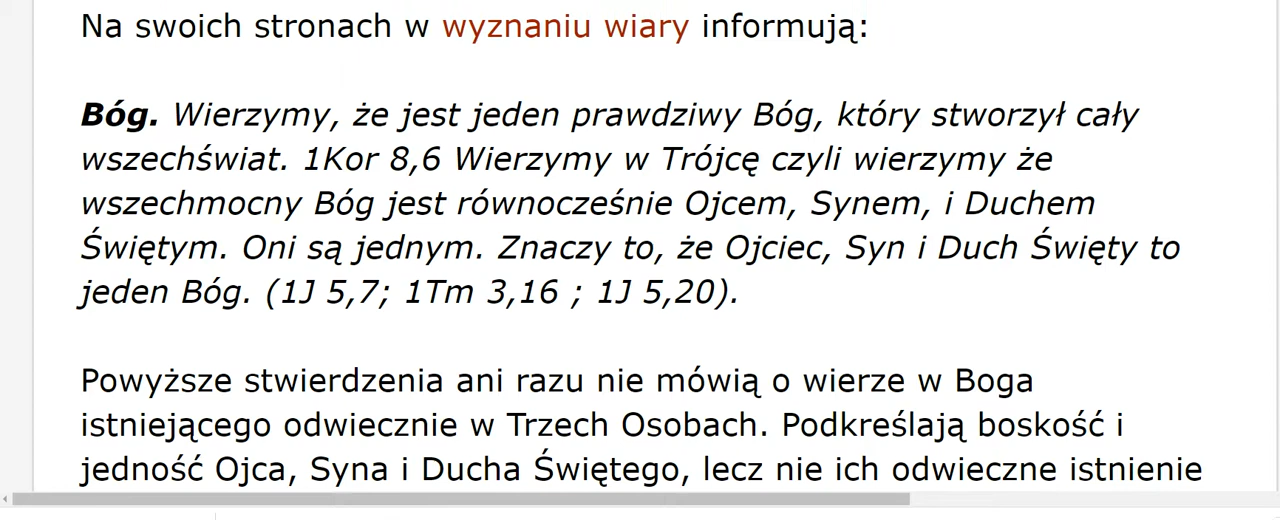 Na swoich stronach w wyznaniu wiary informują:
Bóg. Wierzymy, że jest jeden prawdziwy Bóg, który stworzył cały
wszechświat. 1Kor 8,6 Wierzymy w Trójcę czyli wierzymy że
wszechmocny Bóg jest równocześnie Ojcem, Synem, i Duchem
Świętym. Oni są jednym. Znaczy to, że Ojciec, Syn i Duch Święty to
jeden Bóg. (1J 5,7; 1Tm 3,16 ; 1J 5,20).
Powyższe stwierdzenia ani razu nie mówią o wierze w Boga
istniejącego odwiecznie w Trzech Osobach. Podkreślają boskość i
jedność Ojca, Syna i Ducha Świętego, lecz nie ich odwieczne istnienie